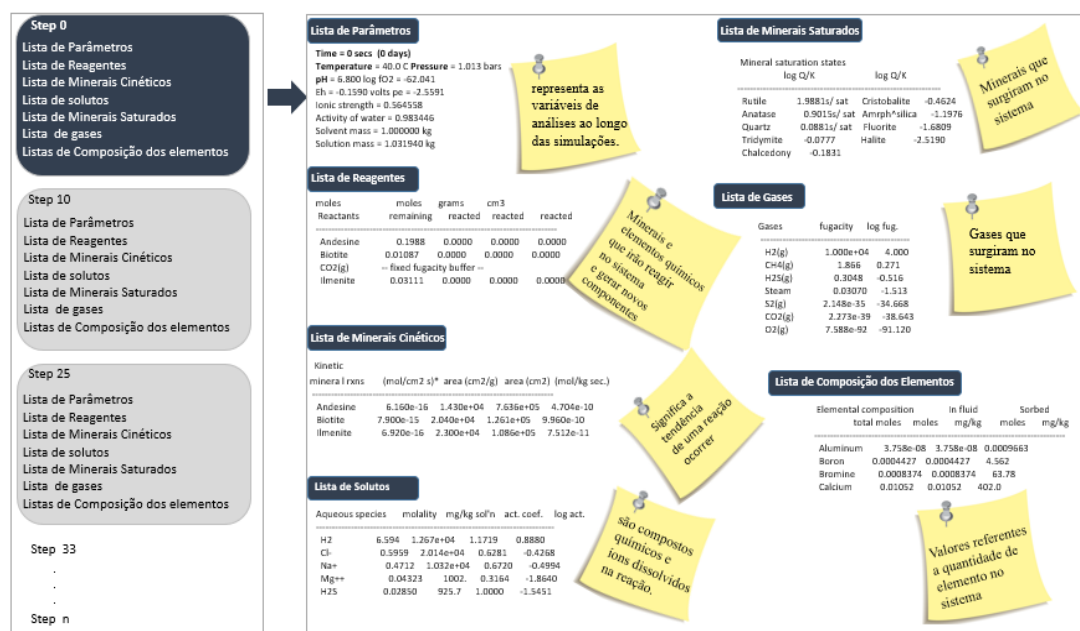 Step 0
Lista de Parâmetros
Lista de Reagentes
Lista de Minerais Cinéticos
Lista de solutos
Lista de Minerais Saturados
Lista de gases
Listas de Composição dos elementos
Step 10
Lista de Parâmetros
Lista de Reagentes
Lista de Minerais Cinéticos
Lista de solutos
Lista de Minerais Saturados
Lista de gases
Listas de Composição dos elementos
Step 25
Lista de Parâmetros
Lista de Reagentes
Lista de Minerais Cinéticos
Lista de solutos
Lista de Minerais Saturados
Lista de gases
Listas de Composição dos elementos
Step 33
.
.
.
Step n
Lista de Parâmetros
Time = 0 secs (0 days)
Temperature = 40.0 C Pressure = 1.013 bars
pH = 6.800 log fO2 = -62.041
Eh = -0.1590 volts pe = -2.5591
Ionic strength = 0.564558
Activity of water = 0.983446
Solvent mass = 1.000000 kg
Solution mass = 1.031940 kg
representa as
variáveis de
análises ao longo
das simulações.
Lista de Reagentes
moles moles grams cm3
Reactants remaining reacted reacted reacted
Andesine 0.1988 0.0000 0.0000 0.0000
Biotite 0.01087 0.0000 0.0000 0.0000
CO2(g) -- fixed fugacity buffer --
Ilmenite 0.03111 0.0000 0.0000 0.0000
Minerais e
elementos químicos
que irão reagir
no sistema
e gerar novos
componentes
Lista de Minerais Cinéticos
Kinetic
minera l rxns (mol/cm2 s)* area (cm2/g) area (cm2) (mol/kg sec.)
Andesine 6.160e-16 1.430e+04 7.636e+05 4.704e-10
Biotite 7.900e-15 2.040e+04 1.261e+05 9.960e-10
Ilmenite 6.920e-16 2.300e+04 1.086e+05 7.512e-11
Significa a
tendência
de uma reação
ocorrer
Lista de Solutos
Aqueous species molality mg/kg sol'n act. coef. log act.
H2 6.594 1.267e+04 1.1719 0.8880
Cl- 0.5959 2.014e+04 0.6281 -0.4268
Na+ 0.4712 1.032e+04 0.6720 -0.4994
Mg++ 0.04323 1002. 0.3164 -1.8640
H2S 0.02850 925.7 1.0000 -1.5451
são compostos
químicos e
íons dissolvidos
na reação.
Lista de Minerais Saturados
Mineral saturation states
log Q/K log Q/K
Rutile 1.9881s/ sat Cristobalite -0.4624
Anatase 0.9015s/ sat Amrph^silica -1.1976
Quartz 0.0881s/ sat Fluorite -1.6809
Tridymite -0.0777 Halite -2.5190
Chalcedony -0.1831
Minerais que
surgiram no
sistema
Lista de Gases
Gases fugacity log fug.
H2(g) 1.000e+04 4.000
CH4(g) 1.866 0.271
H2S(g) 0.3048 -0.516
Steam 0.03070 -1.513
S2(g) 2.148e-35 -34.668
CO2(g) 2.273e-39 -38.643
O2(g) 7.588e-92 -91.120
Gases que
surgiram no
sistema
Lista de Composição dos Elementos
Elemental composition In fluid Sorbed
total moles moles mg/kg moles mg/kg
Aluminum 3.758e-08 3.758e-08 0.0009663
Boron 0.0004427 0.0004427 4.562
Bromine 0.0008374 0.0008374 63.78
Calcium 0.01052 0.01052 402.0
Valores referentes
a quantidade de
elemento no
sistema